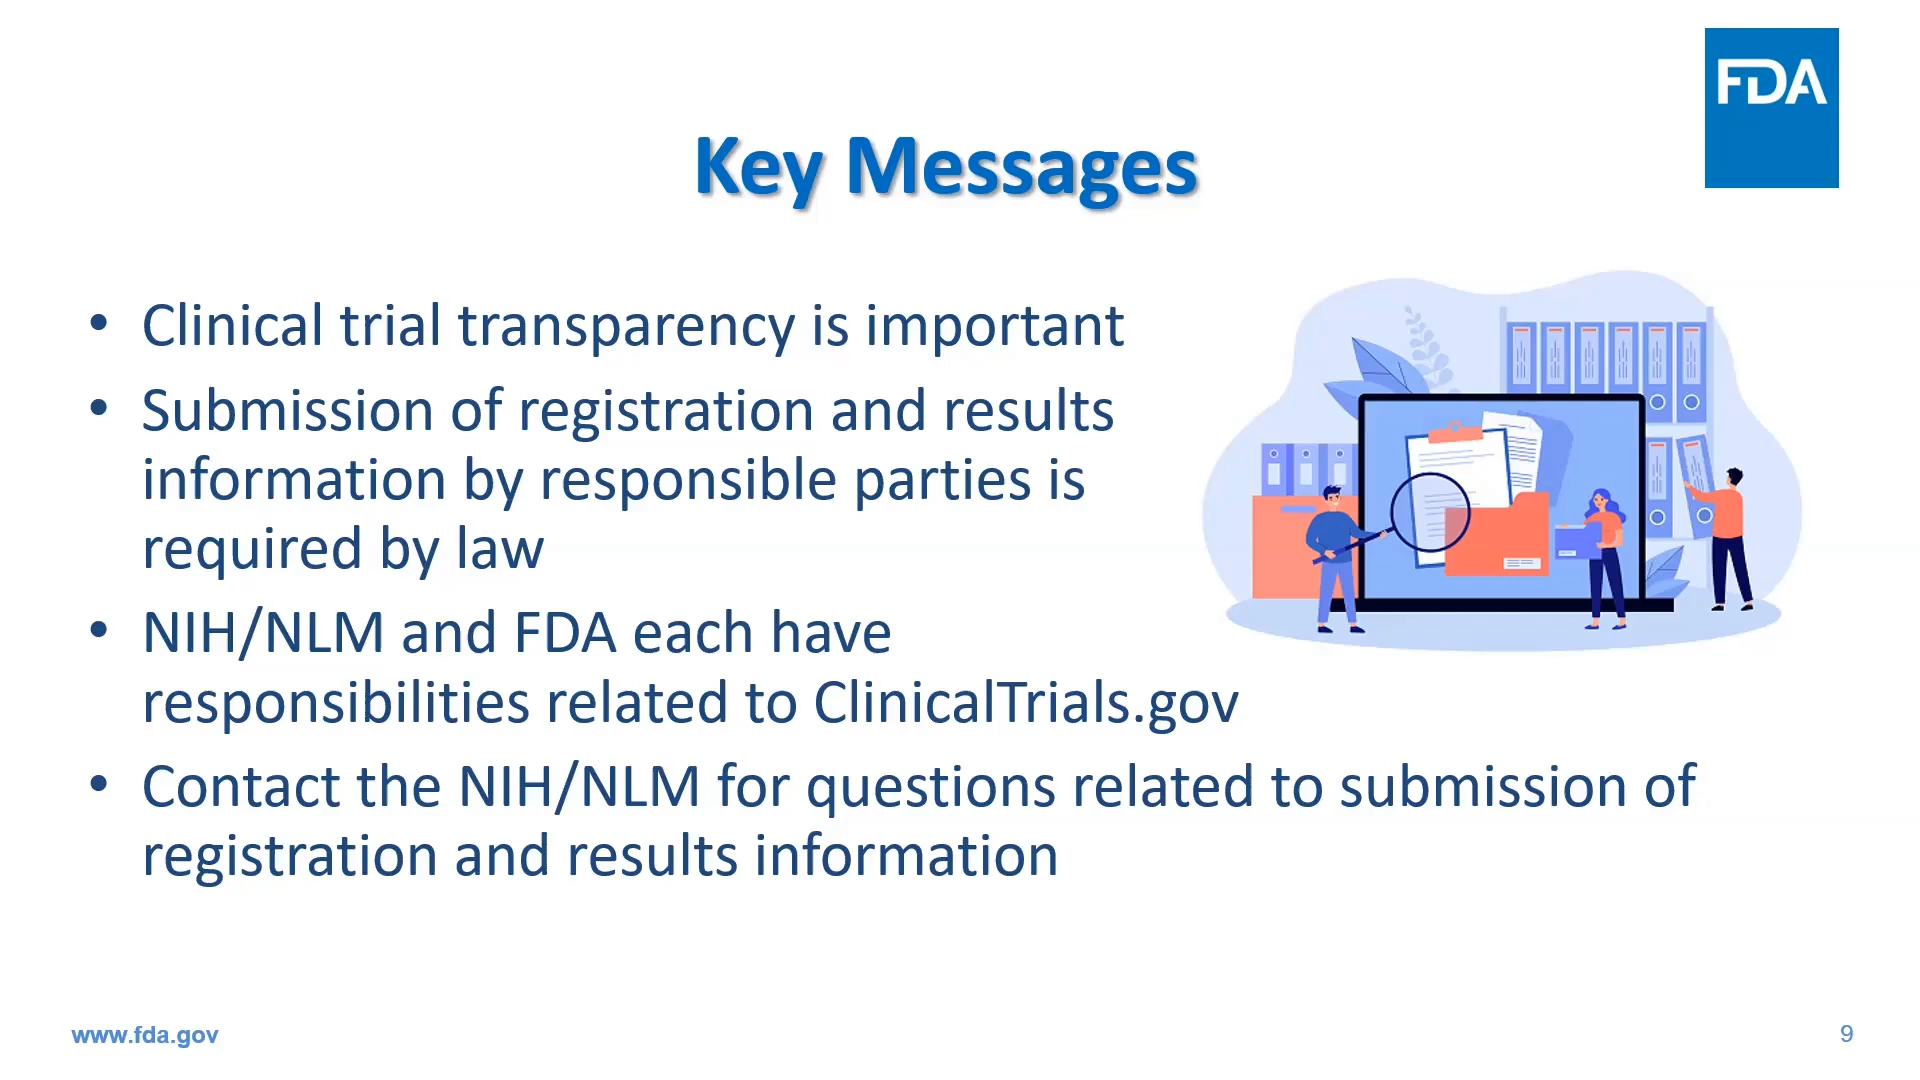 FDA
Key Messages
• Clinical trial transparency is important
• Submission of registration and results
information by responsible parties is
required by law
• NIH/NLM and FDA each have
responsibilities related to ClinicalTrials.gov
• Contact the NIH/NLM for questions related to submission of
registration and results information
www.fda.gov
9